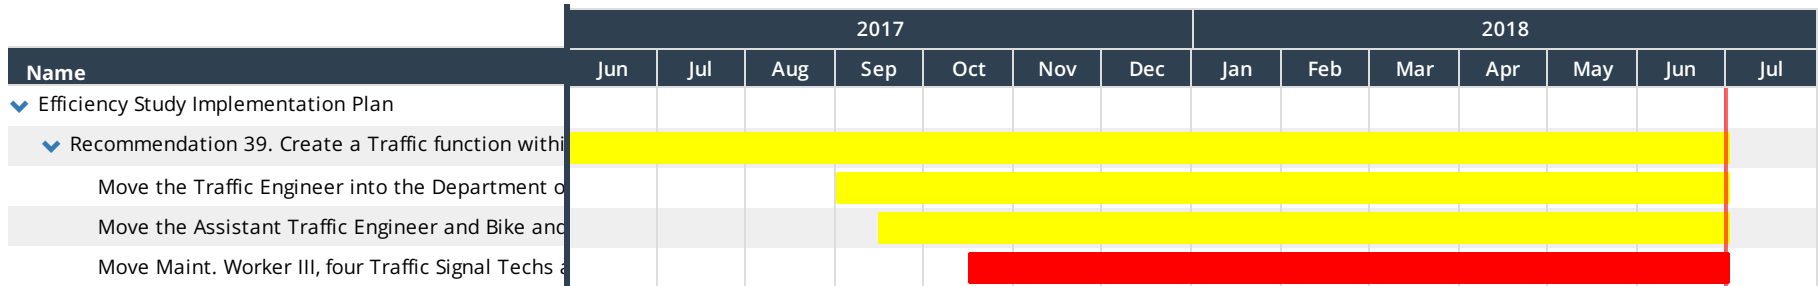 2017 2018
Name Jun Jul Aug Sep Oct Nov Dec Jan Feb Mar Apr May Jun Jul
Efficiency Study Implementation Plan
Recommendation 39. Create a Traffic function withi
Move the Traffic Engineer into the Department o
Move the Assistant Traffic Engineer and Bike and
Move Maint. Worker III, four Traffic Signal Techs a